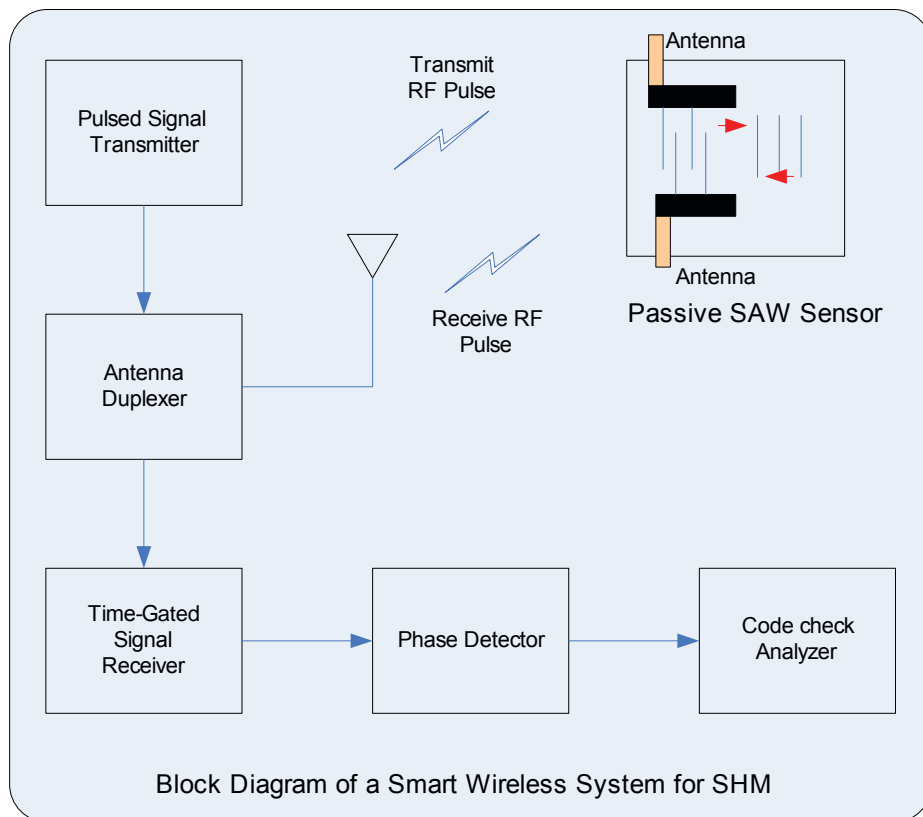 Pulsed Signal
Transmitter
Transmit
RF Pulse
Antenna
Antenna
Passive SAW Sensor
Receive RF
Pulse
Antenna
Duplexer
Time-Gated
Signal
Receiver
Phase Detector
Code check
Analyzer
Block Diagram of a Smart Wireless System for SHM